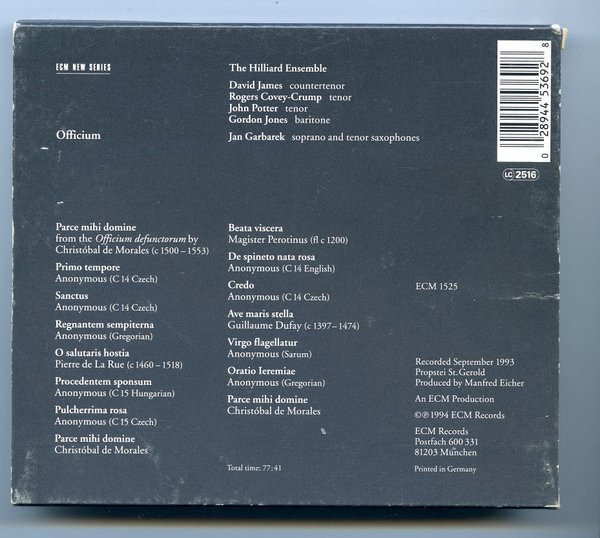 ECM NEW SERIES
Officium
The Hilliard Ensemble
David James countertenor
Rogers Covey-Crump tenor
John Potter tenor
Gordon Jones baritone
Jan Garbarek soprano and tenor saxophones
0 28944 53692 8
LC 2516
Parce mihi domine
from the Officium defunctorum by
Christóbal de Morales (c 1500 – 1553)
Primo tempore
Anonymous (C 14 Czech)
Sanctus
Anonymous (C 14 Czech)
Regnantem sempiterna
Anonymous (Gregorian)
O salutaris hostia
Pierre de La Rue (c 1460 – 1518)
Procedentem sponsum
Anonymous (C 15 Hungarian)
Pulcherrima rosa
Anonymous (C 15 Czech)
Parce mihi domine
Christóbal de Morales
Beata viscera
Magister Perotinus (fl c 1200)
De spineto nata rosa
Anonymous (C 14 English)
Credo
Anonymous (C 14 Czech)
Ave maris stella
Guillaume Dufay (c 1397 – 1474)
Virgo flagellatur
Anonymous (Sarum)
Oratio Ieremiae
Anonymous (Gregorian)
Parce mihi domine
Christóbal de Morales
Total time: 77:41
ECM 1525
Recorded September 1993
Propstei St. Gerold
Produced by Manfred Eicher
An ECM Production
©℗ 1994 ECM Records
ECM Records
Postfach 600 331
81203 München
Printed in Germany